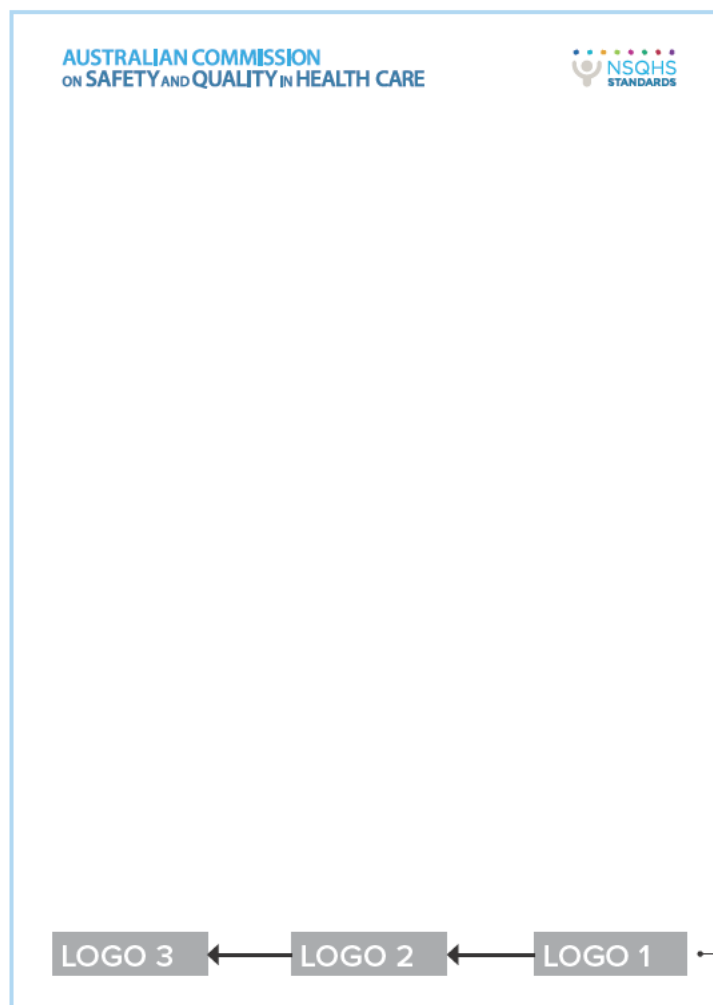 AUSTRALIAN COMMISSION
ON SAFETY AND QUALITY IN HEALTH CARE
NSQHS
STANDARDS
LOGO 3
LOGO 2
LOGO 1